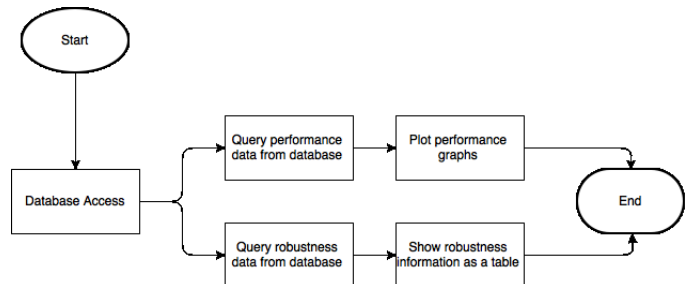 Start
Query performance
data from database
Plot performance
graphs
Database Access
End
Query robustness
data from database
Show robustness
information as a table